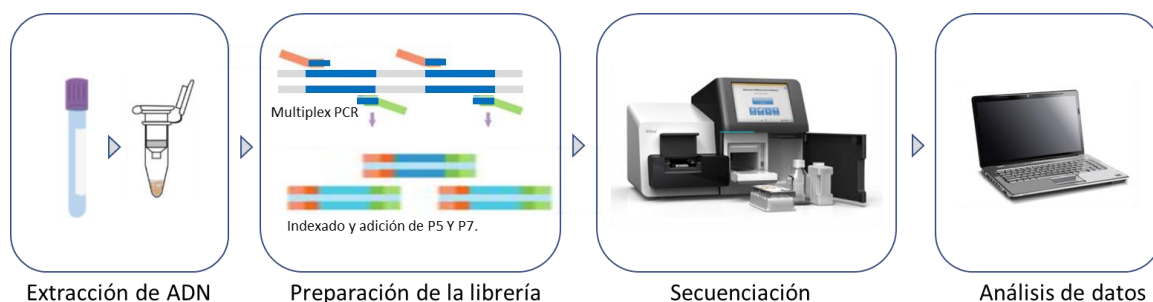 Multiplex PCR
Indexado y adición de P5 Y P7.
Extracción de ADN
Preparación de la librería
Secuenciación
Análisis de datos